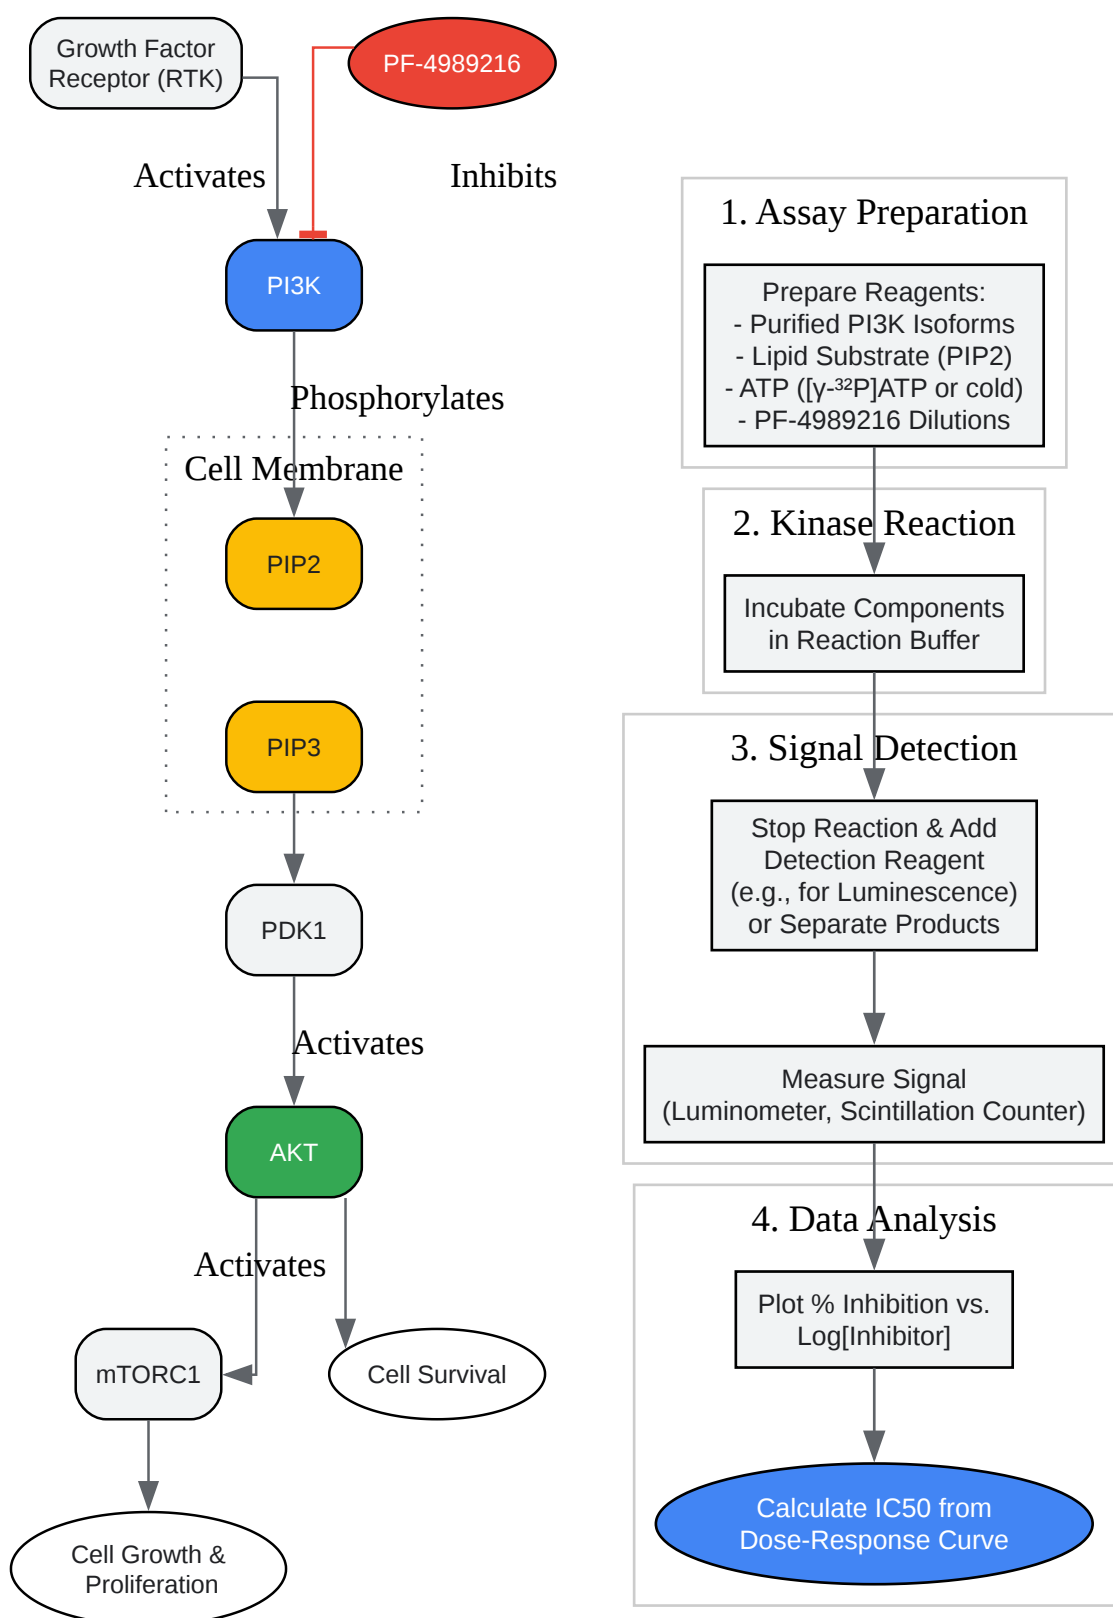 Growth Factor
Receptor (RTK)
PF-4989216
Activates
Inhibits
PI3K
Phosphorylates
Cell Membrane
PIP2
PIP3
PDK1
Activates
AKT
Activates
mTORC1
Cell Survival
Cell Growth &
Proliferation
1. Assay Preparation
Prepare Reagents:
- Purified PI3K Isoforms
- Lipid Substrate (PIP2)
- ATP ([γ-³²P]ATP or cold)
- PF-4989216 Dilutions
2. Kinase Reaction
Incubate Components
in Reaction Buffer
3. Signal Detection
Stop Reaction & Add
Detection Reagent
(e.g., for Luminescence)
or Separate Products
Measure Signal
(Luminometer, Scintillation Counter)
4. Data Analysis
Plot % Inhibition vs.
Log[Inhibitor]
Calculate IC50 from
Dose-Response Curve